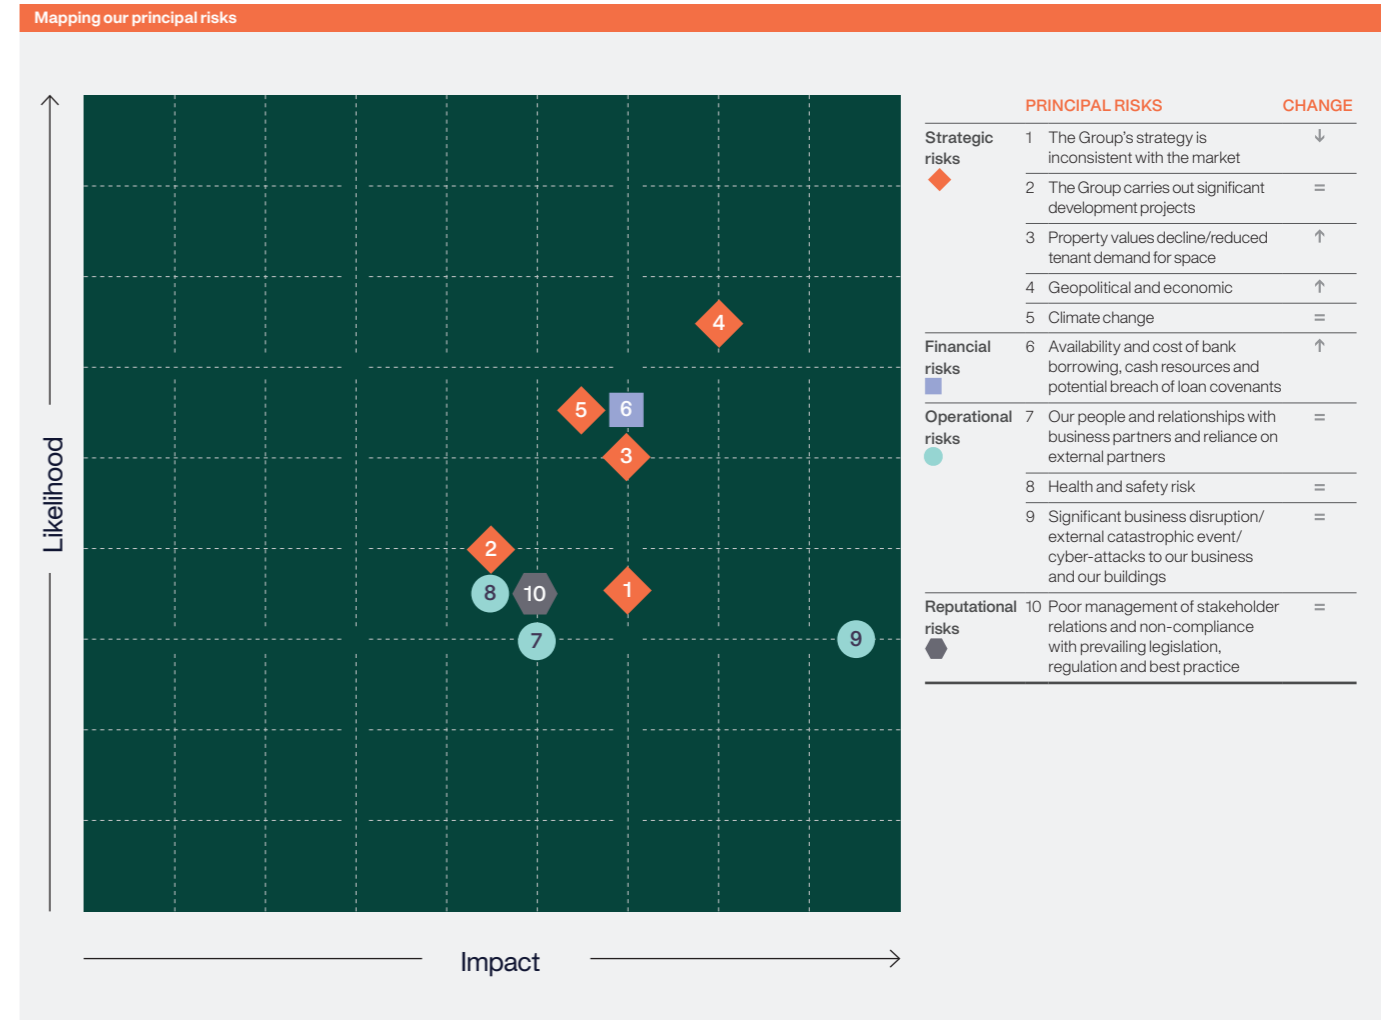 Mapping our principal risks
Likelihood
4
5
6
3
2
8
10
1
7
9
Impact
PRINCIPAL RISKS CHANGE
Strategic 1 The Group’s strategy is ↓
risks inconsistent with the market
2 The Group carries out significant =
development projects
3 Property values decline/reduced ↑
tenant demand for space
4 Geopolitical and economic ↑
5 Climate change =
Financial 6 Availability and cost of bank ↑
risks borrowing, cash resources and
potential breach of loan covenants
Operational 7 Our people and relationships with =
risks business partners and reliance on
external partners
8 Health and safety risk =
9 Significant business disruption/ =
external catastrophic event/
cyber-attacks to our business
and our buildings
Reputational 10 Poor management of stakeholder =
risks relations and non-compliance
with prevailing legislation,
regulation and best practice